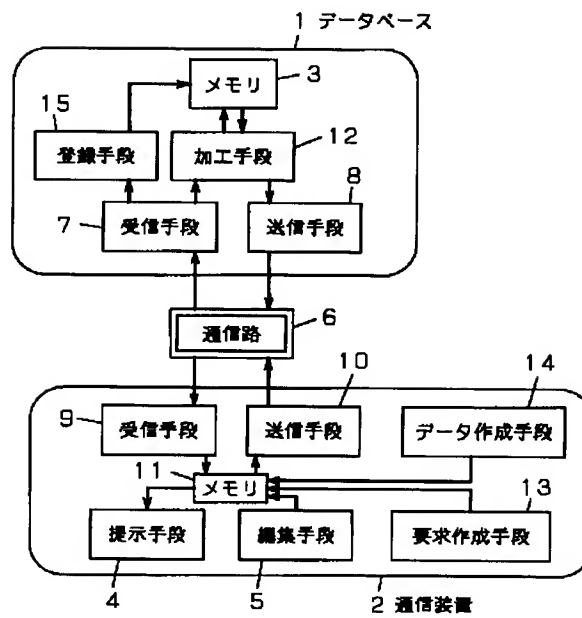 1 データベース
3
メモリ
15
12
登録手段
加工手段
8
7
受信手段
送信手段
通信路
6
10
14
9
受信手段
送信手段
データ作成手段
11
メモリ
13
提示手段
編集手段
要求作成手段
4
5
2 通信装置